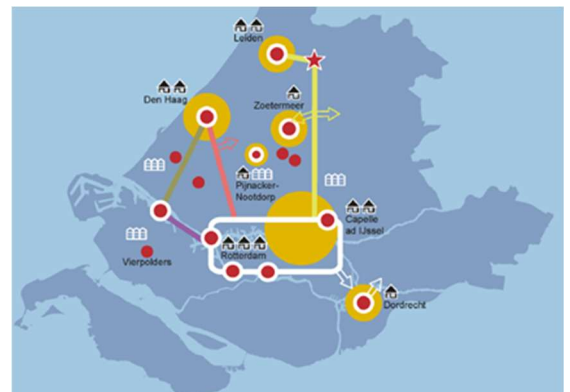 Leiden
Den Haag
Zoetermeer
Pijnacker-
Nootdorp
Capelle
ad IJssel
Rotterdam
Vierpolders
Dordrecht